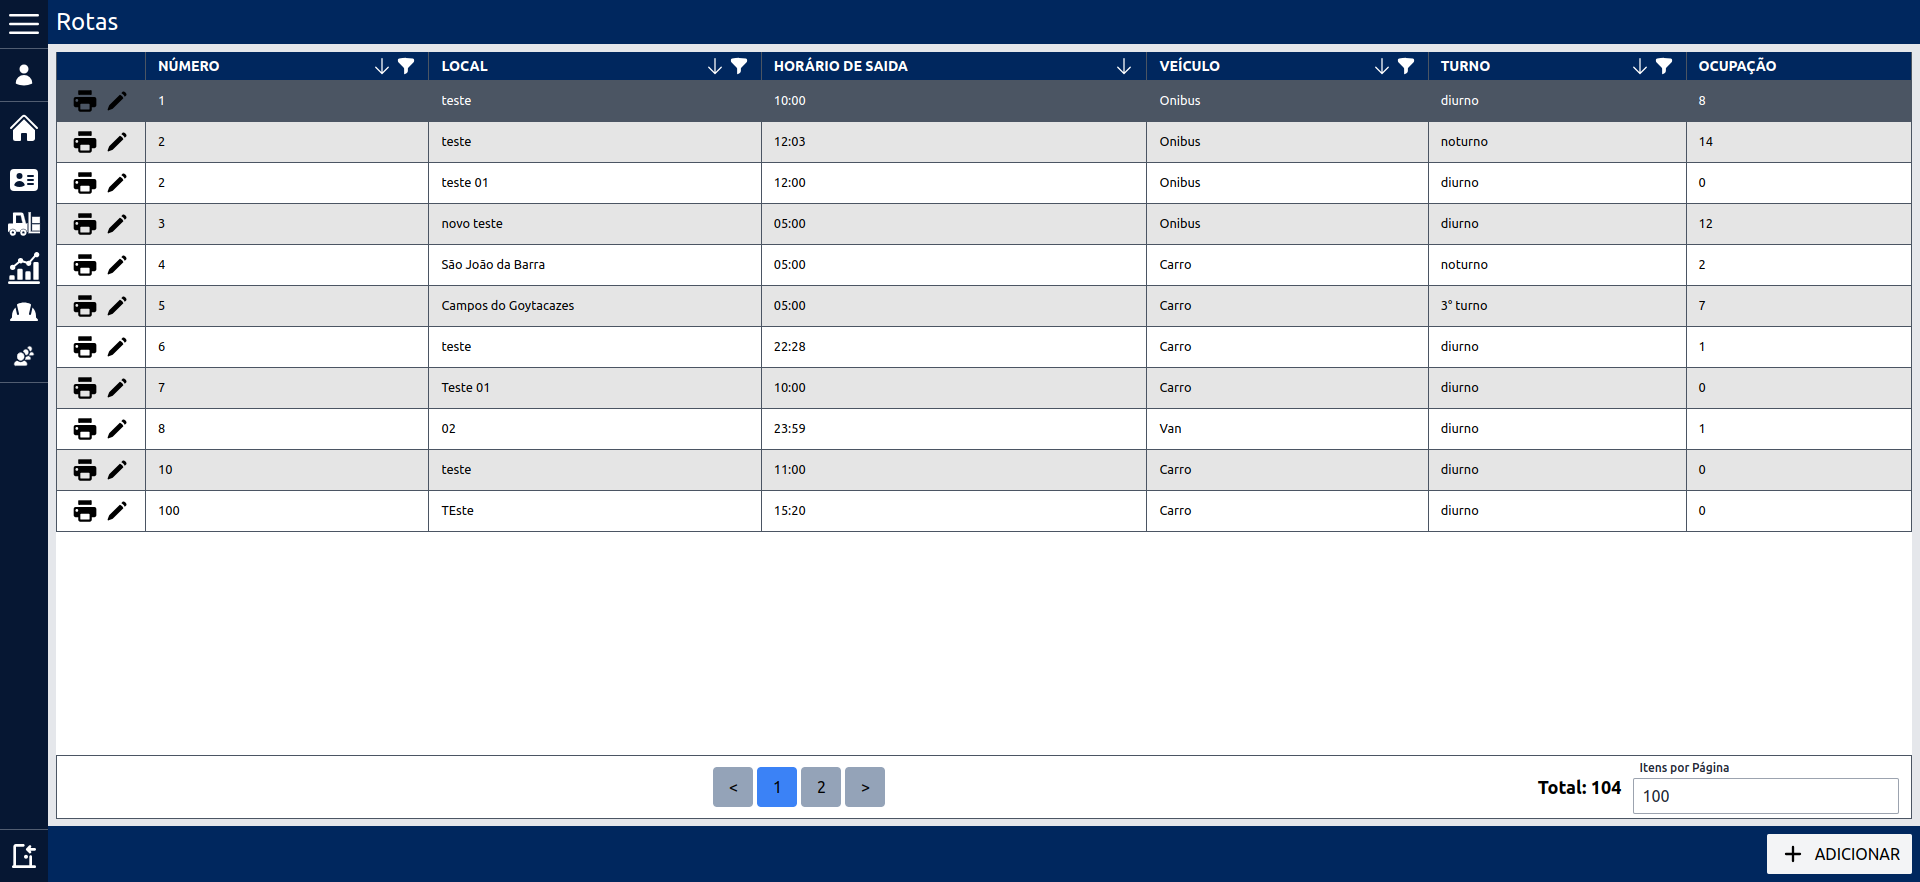 Rotas
NÚMERO LOCAL HORÁRIO DE SAIDA VEÍCULO TURNO OCUPAÇÃO
1 teste 10:00 Onibus diurno 8
2 teste 12:03 Onibus noturno 14
2 teste 01 12:00 Onibus diurno 0
3 novo teste 05:00 Onibus diurno 12
4 São João da Barra 05:00 Carro noturno 2
5 Campos do Goytacazes 05:00 Carro 3° turno 7
6 teste 22:28 Carro diurno 1
7 Teste 01 10:00 Carro diurno 0
8 02 23:59 Van diurno 1
10 teste 11:00 Carro diurno 0
100 TEste 15:20 Carro diurno 0
Itens por Página
< 1 2 > Total: 104 100
+ ADICIONAR